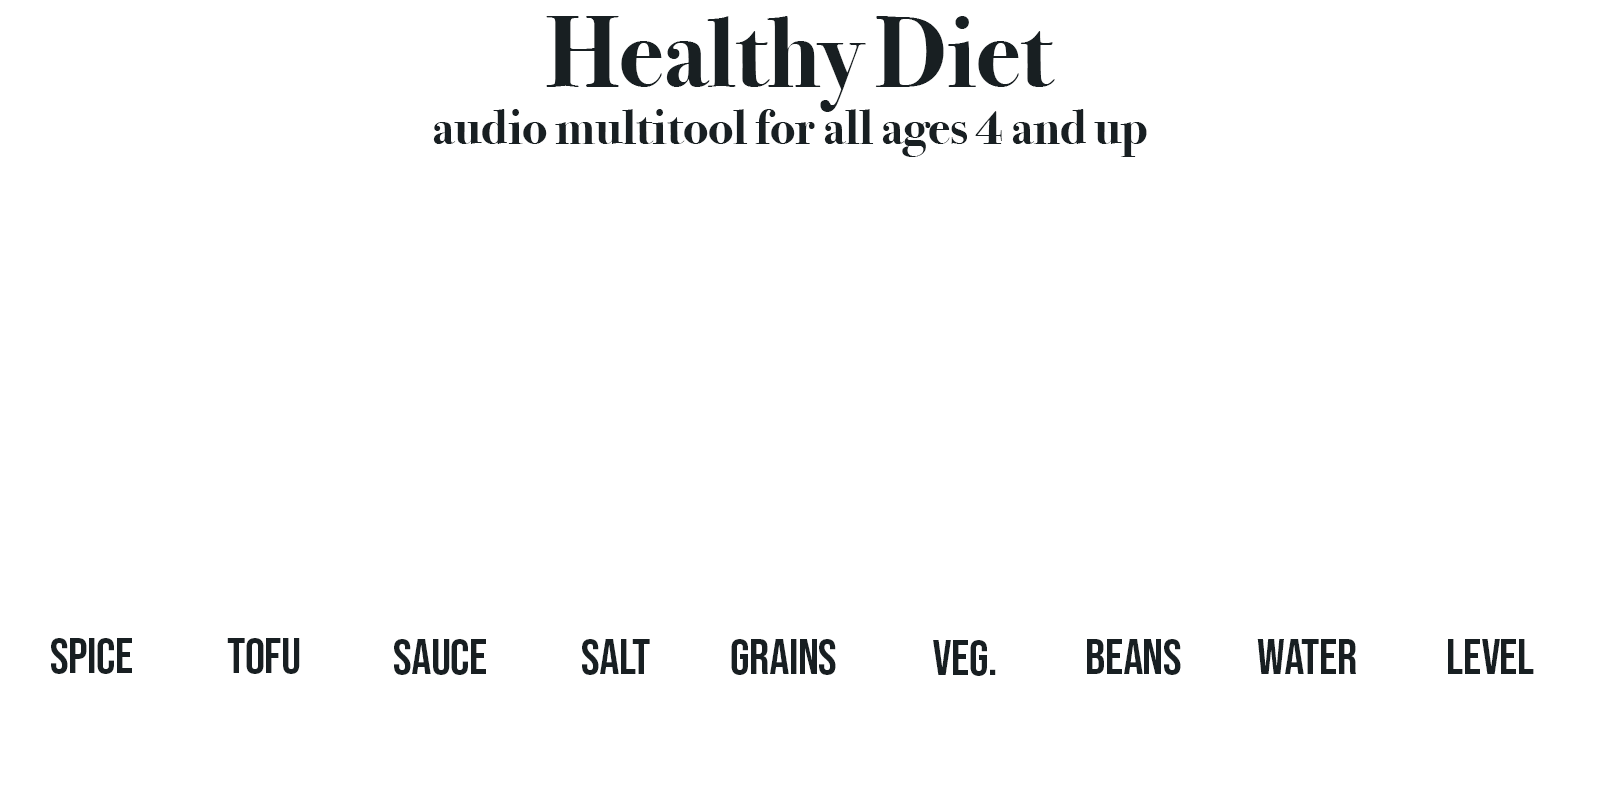 Healthy Diet
audio multitool for all ages 4 and up
SPICE TOFU SAUCE SALT GRAINS VEG. BEANS WATER LEVEL